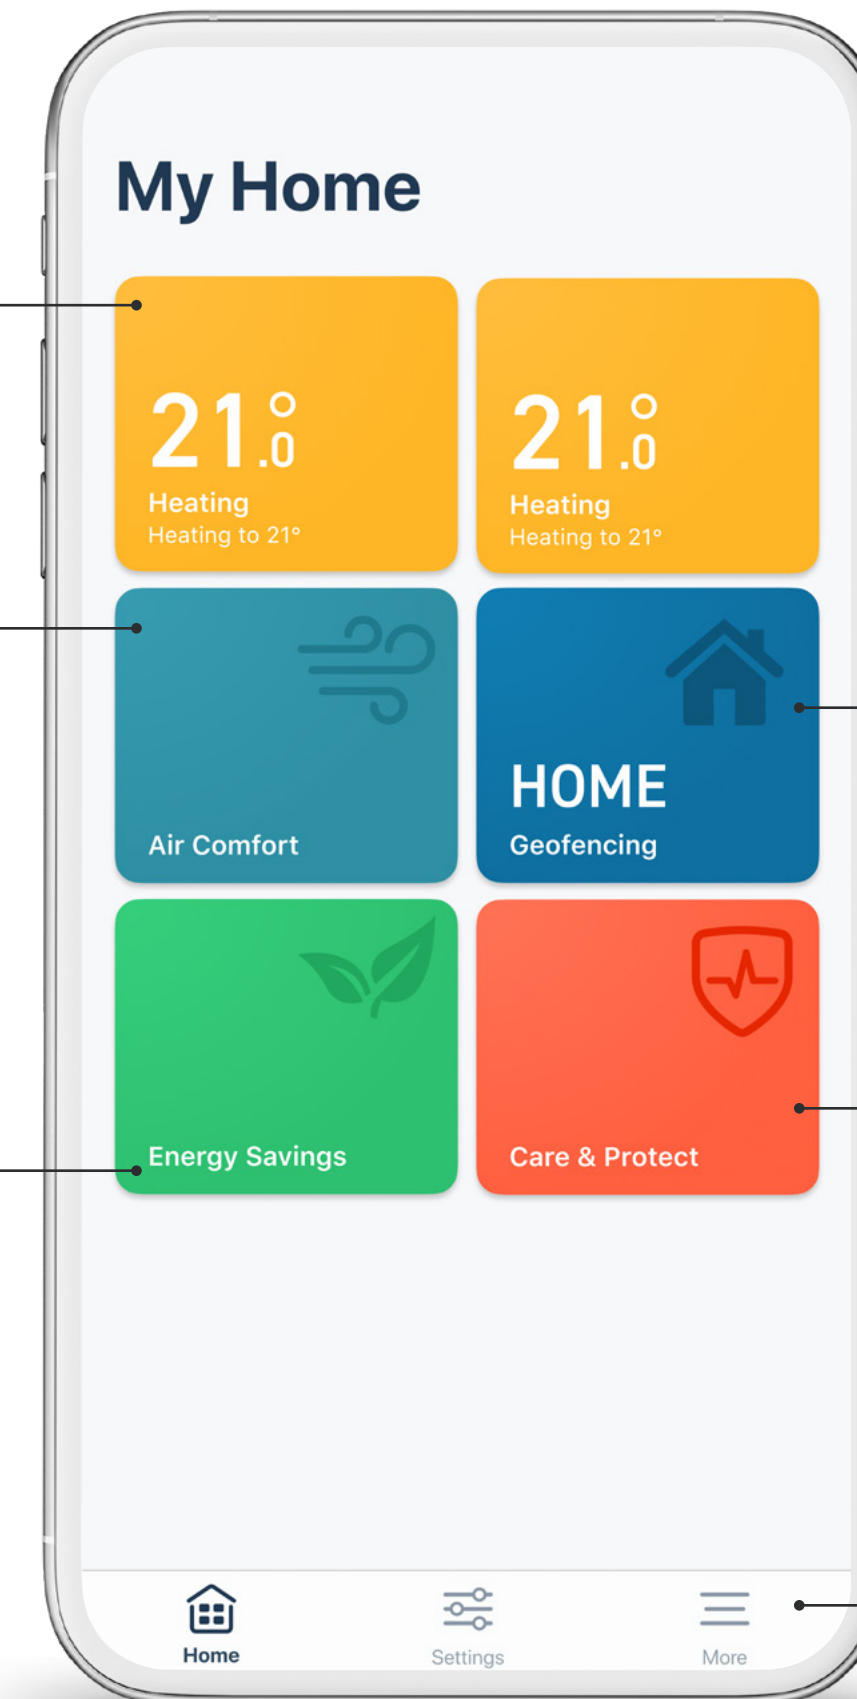 My Home
21.0°
Heating
Heating to 21°
21.0°
Heating
Heating to 21°
Air Comfort
HOME
Geofencing
Energy Savings
Care & Protect
Home
Settings
More